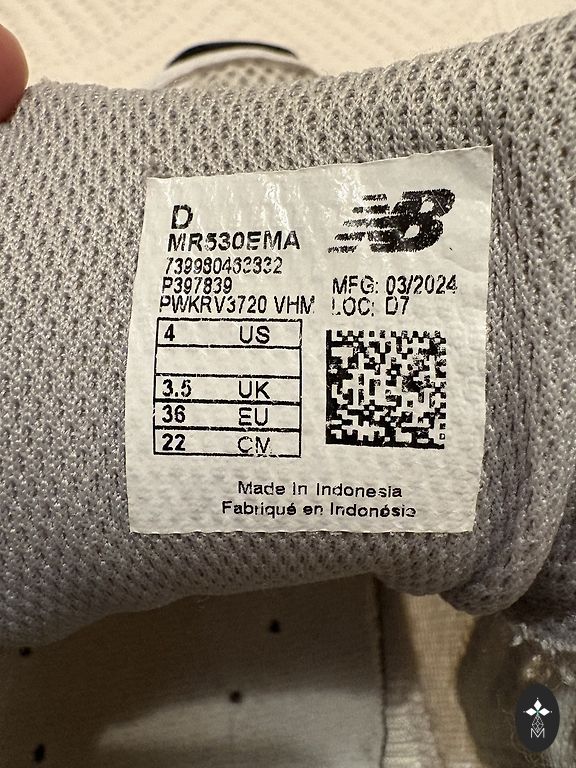 D
MR530EMA
739980463332
P397839
PWKRV3720 VHM
NB
MFG: 03/2024
LOC: D7
4 US
3.5 UK
36 EU
22 CM
Made In Indonesia
Fabriqué en Indonésie
M